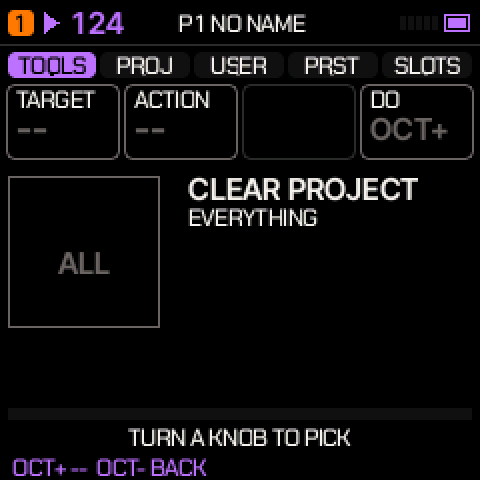 1 124 P1 NO NAME
TOOLS PROJ USER PRST SLOTS
TARGET ACTION DO
-- -- OCT+
CLEAR PROJECT
EVERYTHING
ALL
TURN A KNOB TO PICK
OCT+ -- OCT- BACK